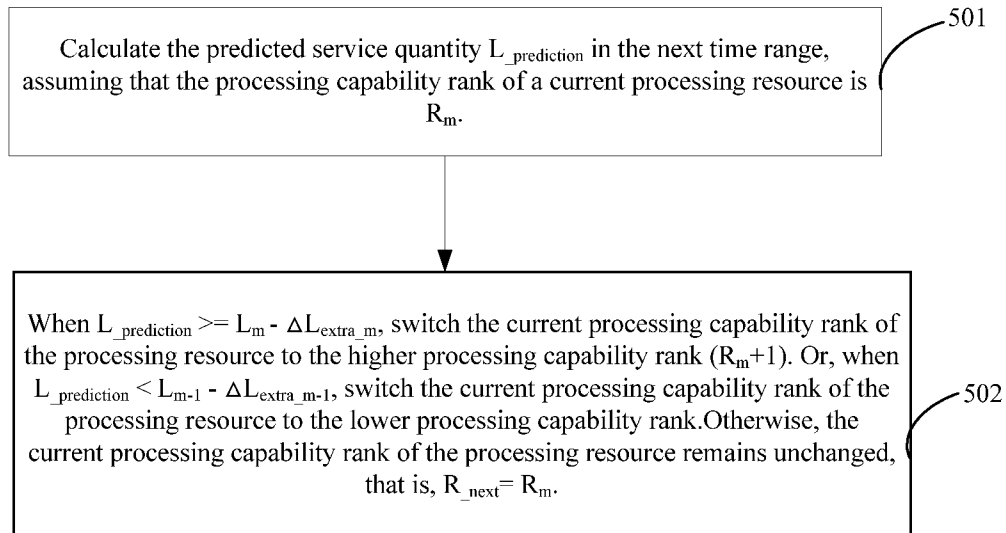 501
Calculate the predicted service quantity L_prediction in the next time range,
assuming that the processing capability rank of a current processing resource is
Rm.
When L_prediction >= Lm - △Lextra_m, switch the current processing capability rank of
the processing resource to the higher processing capability rank (Rm+1). Or, when
L_prediction < Lm-1 - △Lextra_m-1, switch the current processing capability rank of the
processing resource to the lower processing capability rank.Otherwise, the
current processing capability rank of the processing resource remains unchanged,
that is, R_next= Rm.
502